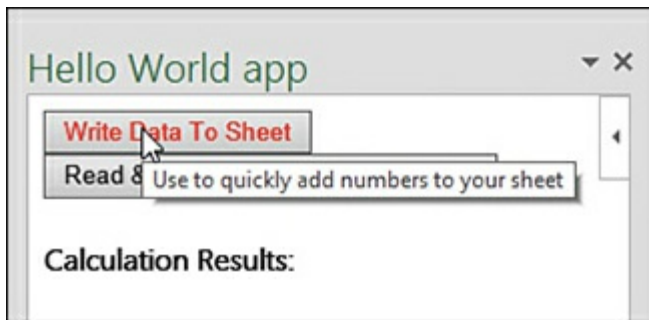 Hello World app
Write Data To Sheet
Read &
Use to quickly add numbers to your sheet
Calculation Results: